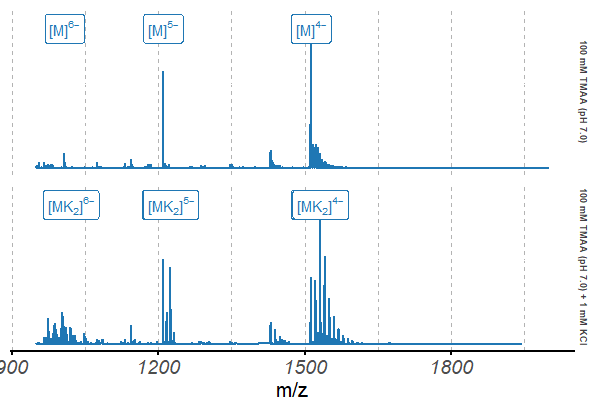 [M]⁶⁻ [M]⁵⁻ [M]⁴⁻
100 mM TMAA (pH 7.0)
[MK₂]⁶⁻ [MK₂]⁵⁻ [MK₂]⁴⁻
100 mM TMAA (pH 7.0) + 1 mM KCl
900 1200 1500 1800
m/z